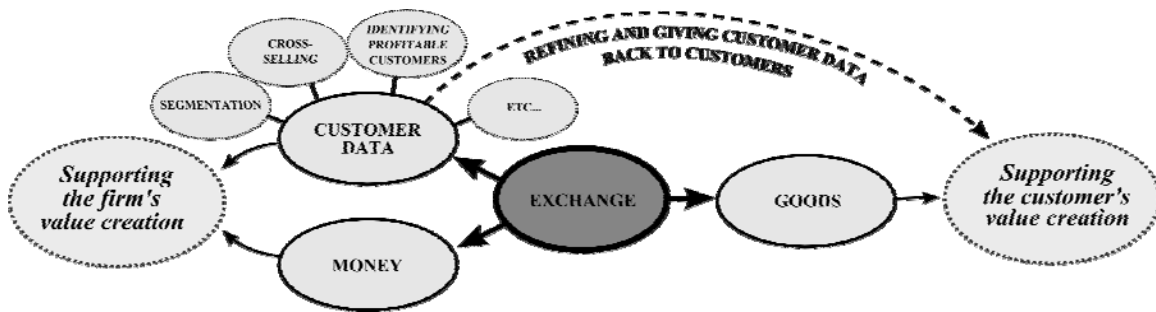 IDENTIFYING
PROFITABLE
CUSTOMERS
CROSS-
SELLING
SEGMENTATION
ETC...
REFINING AND GIVING CUSTOMER DATA
BACK TO CUSTOMERS
CUSTOMER
DATA
Supporting
the firm's
value creation
EXCHANGE
GOODS
Supporting
the customer's
value creation
MONEY